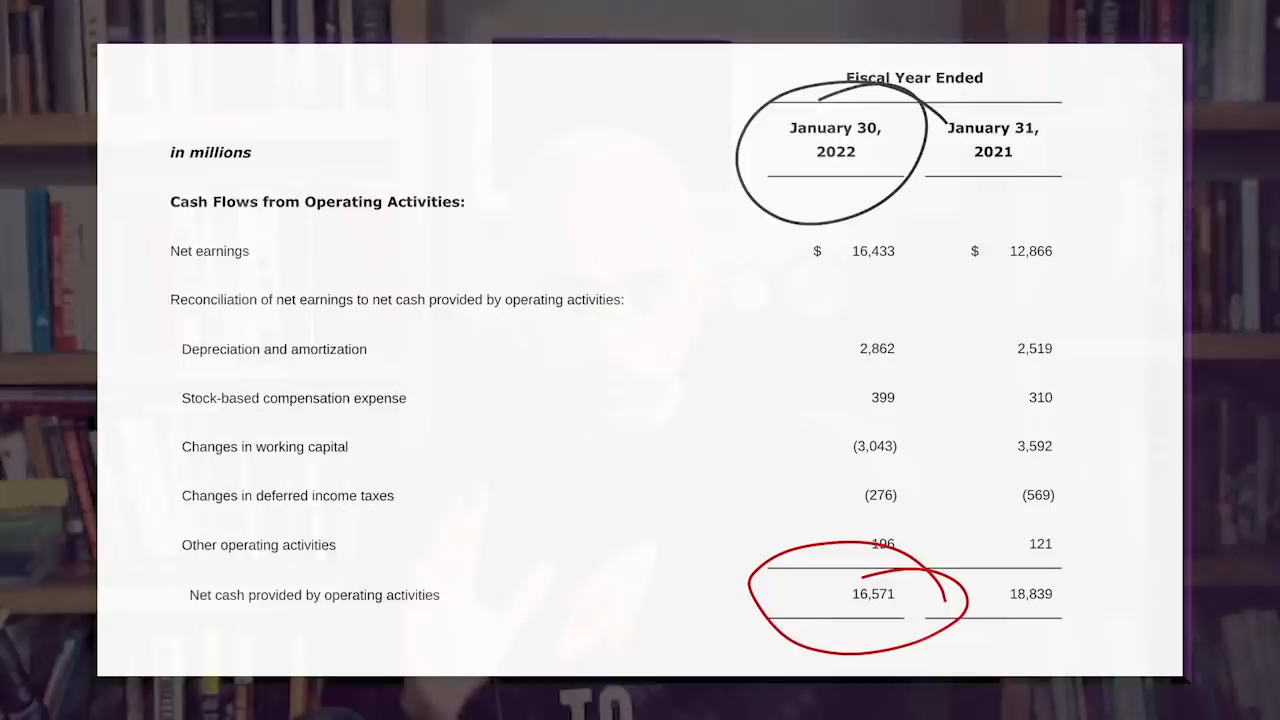 Fiscal Year Ended
January 30, 2022
January 31, 2021
in millions
Cash Flows from Operating Activities:
Net earnings $ 16,433 $ 12,866
Reconciliation of net earnings to net cash provided by operating activities:
Depreciation and amortization 2,862 2,519
Stock-based compensation expense 399 310
Changes in working capital (3,043) 3,592
Changes in deferred income taxes (276) (569)
Other operating activities 196 121
Net cash provided by operating activities 16,571 18,839
TO